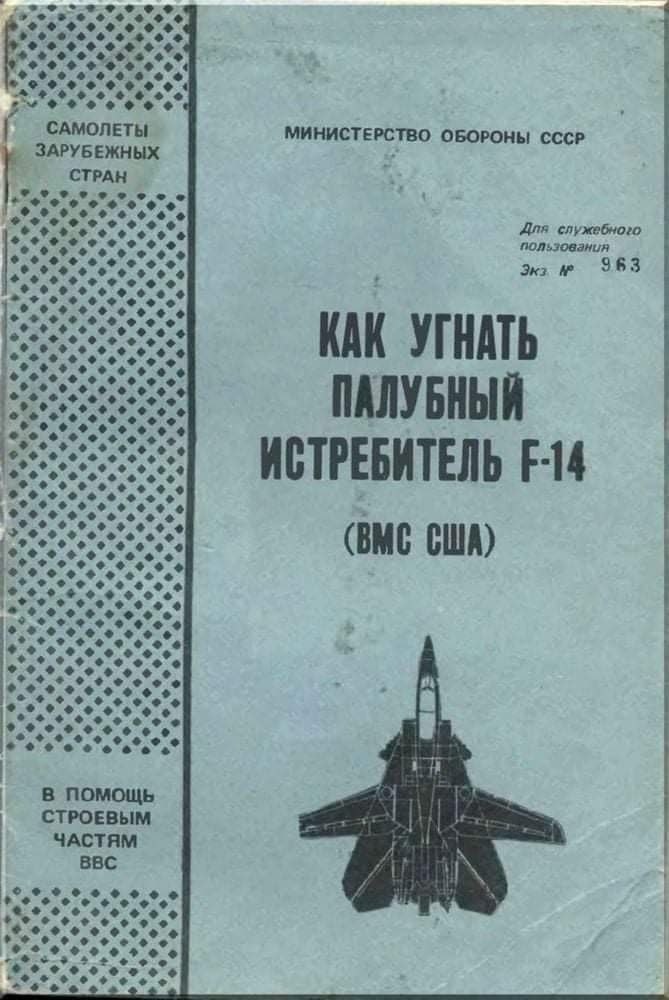 САМОЛЕТЫ
ЗАРУБЕЖНЫХ
СТРАН
МИНИСТЕРСТВО ОБОРОНЫ СССР
Для служебного
пользования
Экз. № 963
КАК УГНАТЬ
ПАЛУБНЫЙ
ИСТРЕБИТЕЛЬ F-14
(ВМС США)
В ПОМОЩЬ
СТРОЕВЫМ
ЧАСТЯМ
ВВС